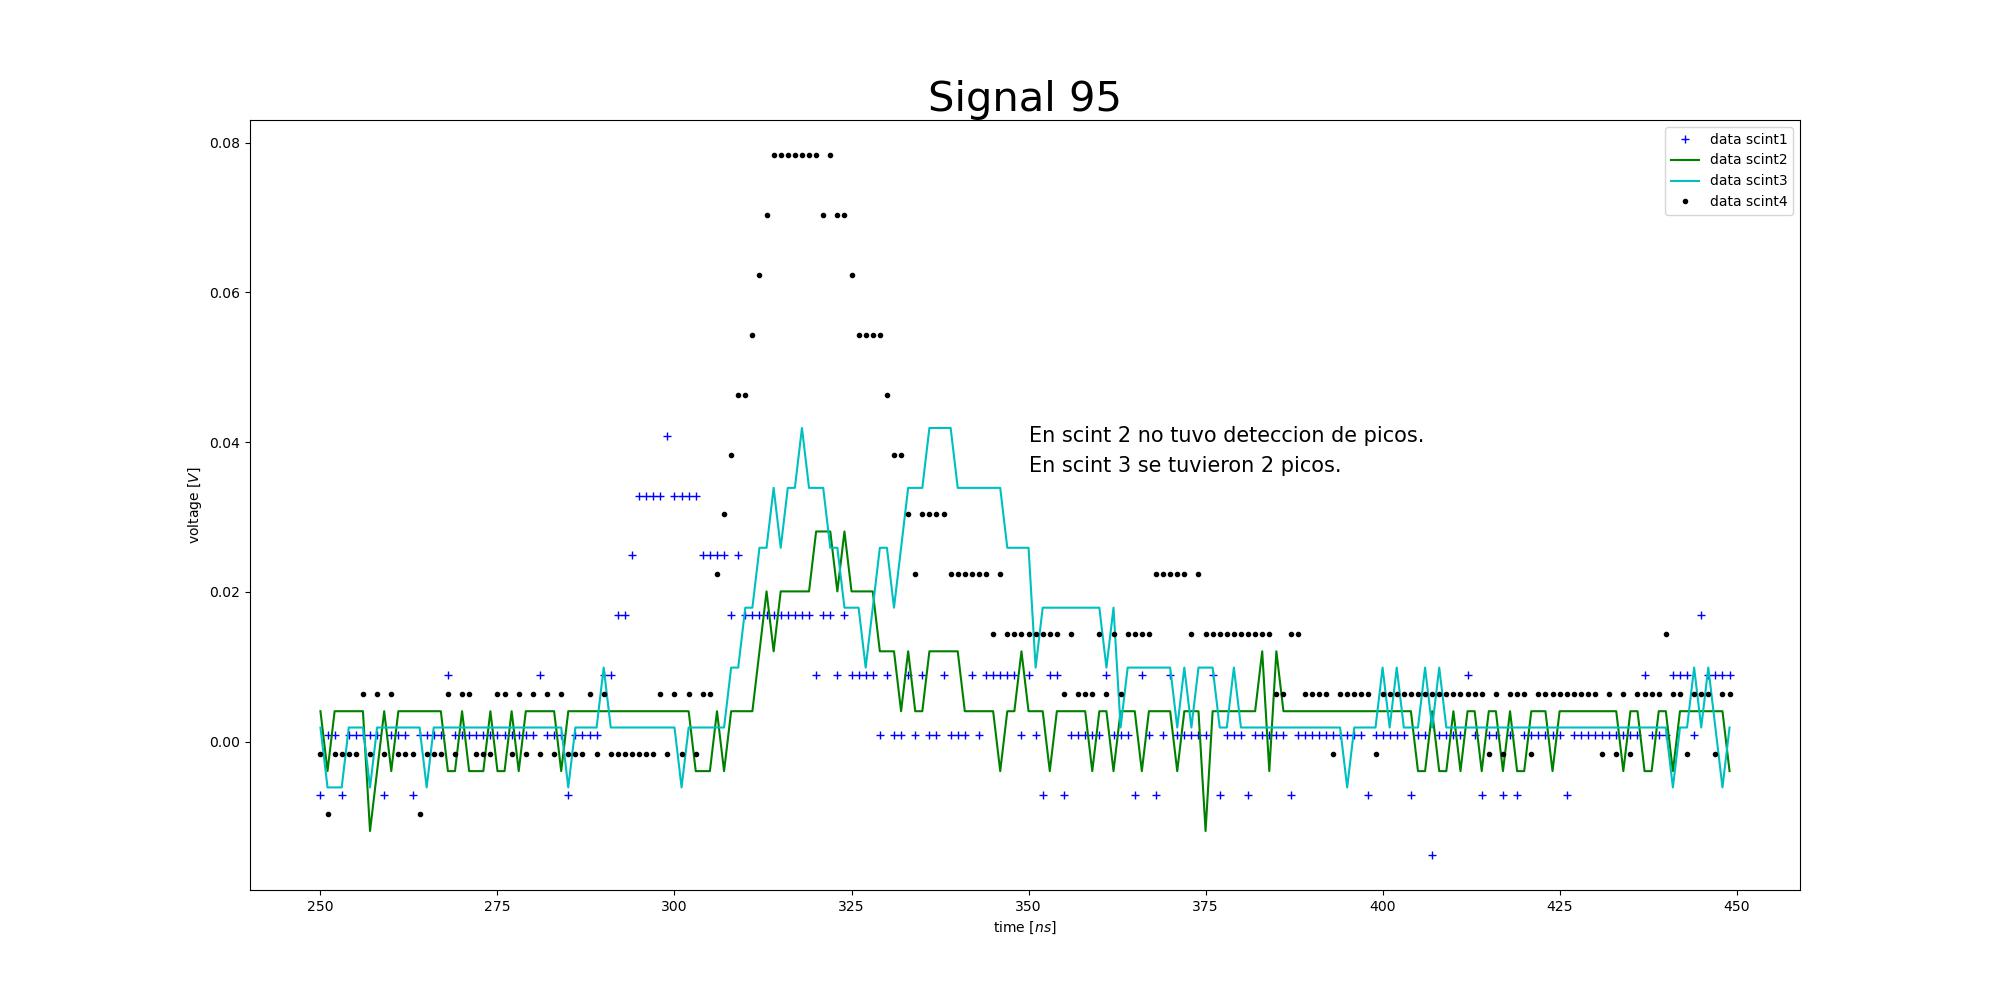 Signal 95
data scint1
data scint2
data scint3
data scint4
0.08
0.06
0.04
0.02
0.00
voltage [V]
En scint 2 no tuvo deteccion de picos.
En scint 3 se tuvieron 2 picos.
250 275 300 325 350 375 400 425 450
time [ns]